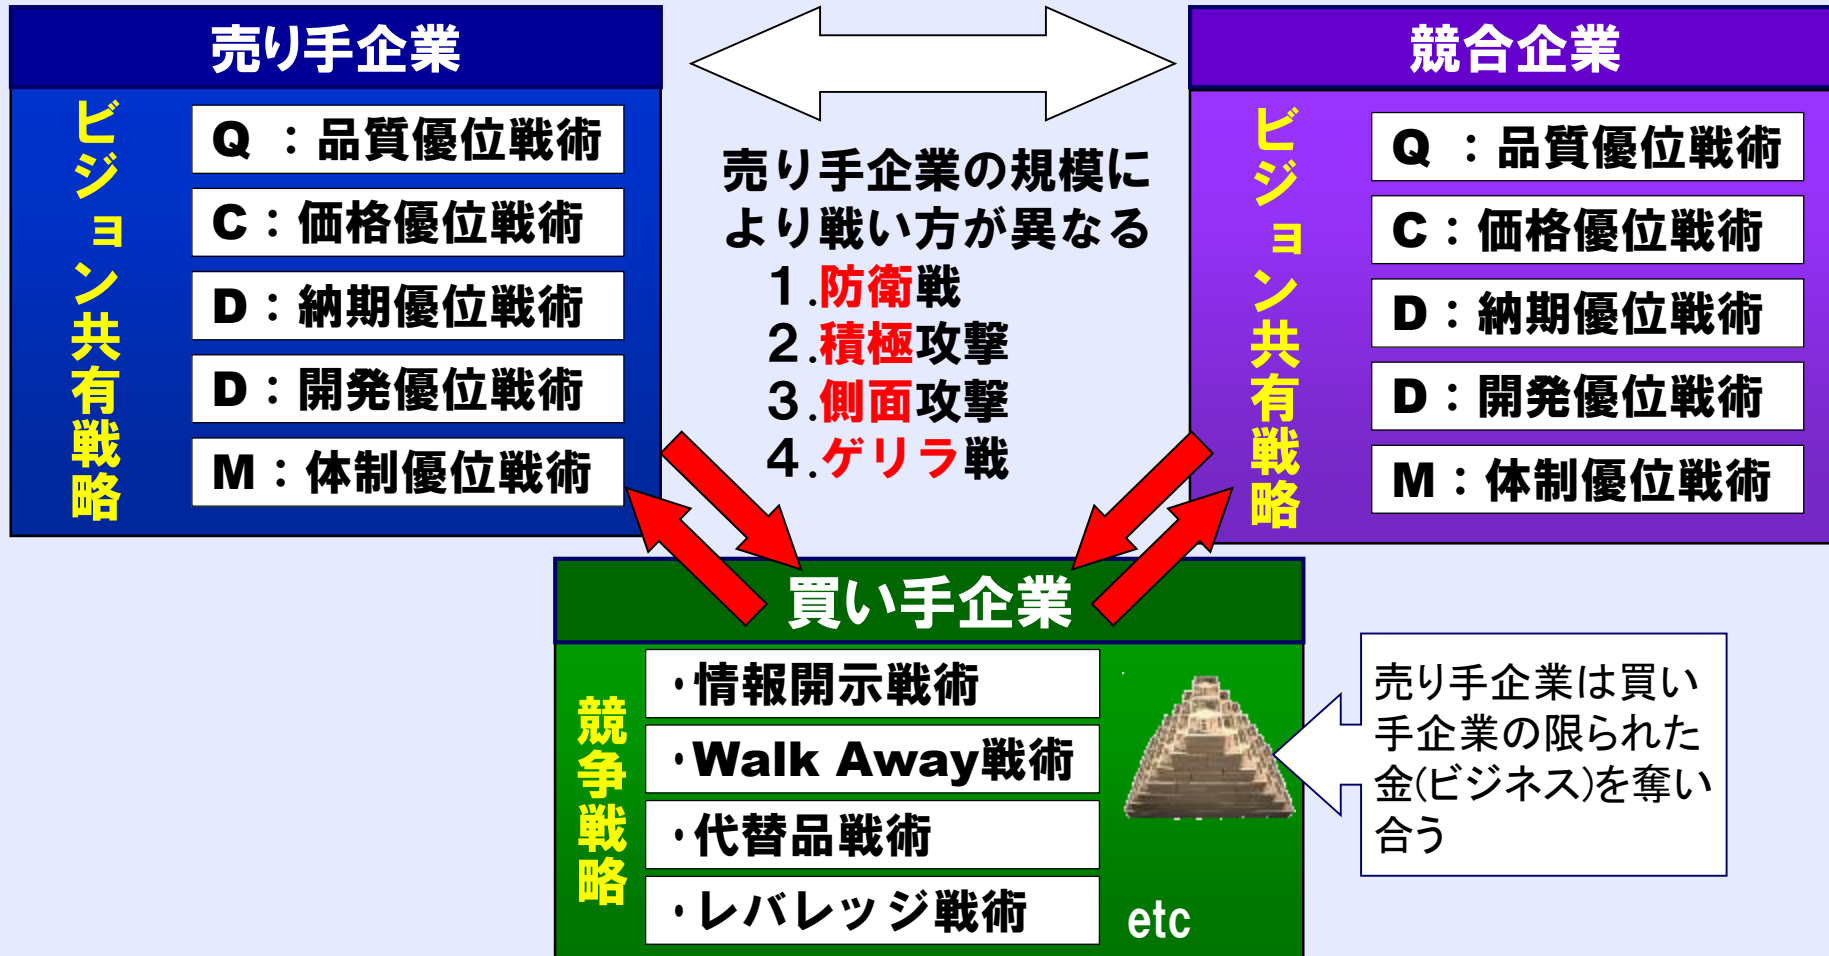 売り手企業
ビジョン共有戦略
Q ：品質優位戦術
C：価格優位戦術
D：納期優位戦術
D：開発優位戦術
M：体制優位戦術
売り手企業の規模に
より戦い方が異なる
１.防衛戦
２.積極攻撃
３.側面攻撃
４.ゲリラ戦
競合企業
ビジョン共有戦略
Q ：品質優位戦術
C：価格優位戦術
D：納期優位戦術
D：開発優位戦術
M：体制優位戦術
買い手企業
競争戦略
・情報開示戦術
・Walk Away戦術
・代替品戦術
・レバレッジ戦術
etc
売り手企業は買い
手企業の限られた
金(ビジネス)を奪い
合う